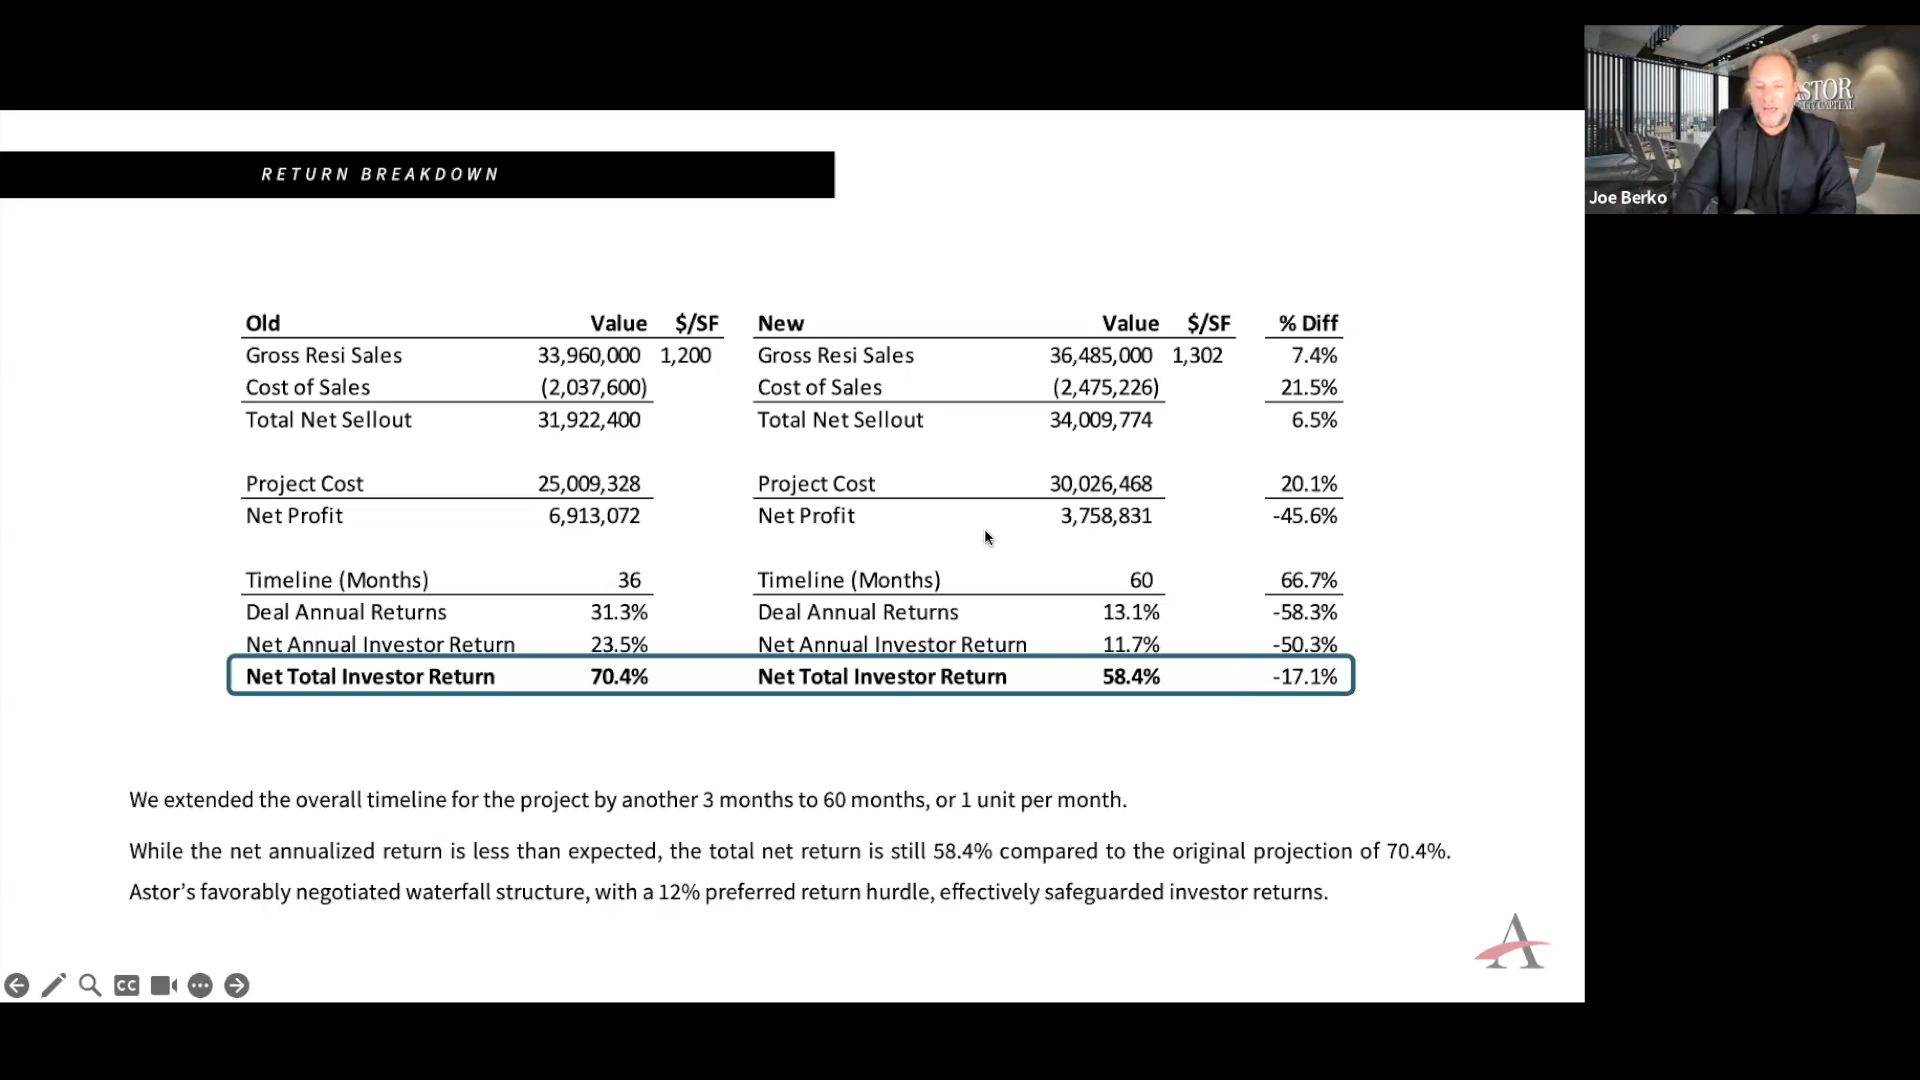 STOR
TY CAPITAL
Joe Berko
RETURN BREAKDOWN
Old Value $/SF New Value $/SF % Diff
Gross Resi Sales 33,960,000 1,200 Gross Resi Sales 36,485,000 1,302 7.4%
Cost of Sales (2,037,600) Cost of Sales (2,475,226) 21.5%
Total Net Sellout 31,922,400 Total Net Sellout 34,009,774 6.5%
Project Cost 25,009,328 Project Cost 30,026,468 20.1%
Net Profit 6,913,072 Net Profit 3,758,831 -45.6%
Timeline (Months) 36 Timeline (Months) 60 66.7%
Deal Annual Returns 31.3% Deal Annual Returns 13.1% -58.3%
Net Annual Investor Return 23.5% Net Annual Investor Return 11.7% -50.3%
Net Total Investor Return 70.4% Net Total Investor Return 58.4% -17.1%
We extended the overall timeline for the project by another 3 months to 60 months, or 1 unit per month.
While the net annualized return is less than expected, the total net return is still 58.4% compared to the original projection of 70.4%.
Astor’s favorably negotiated waterfall structure, with a 12% preferred return hurdle, effectively safeguarded investor returns.
A
CC